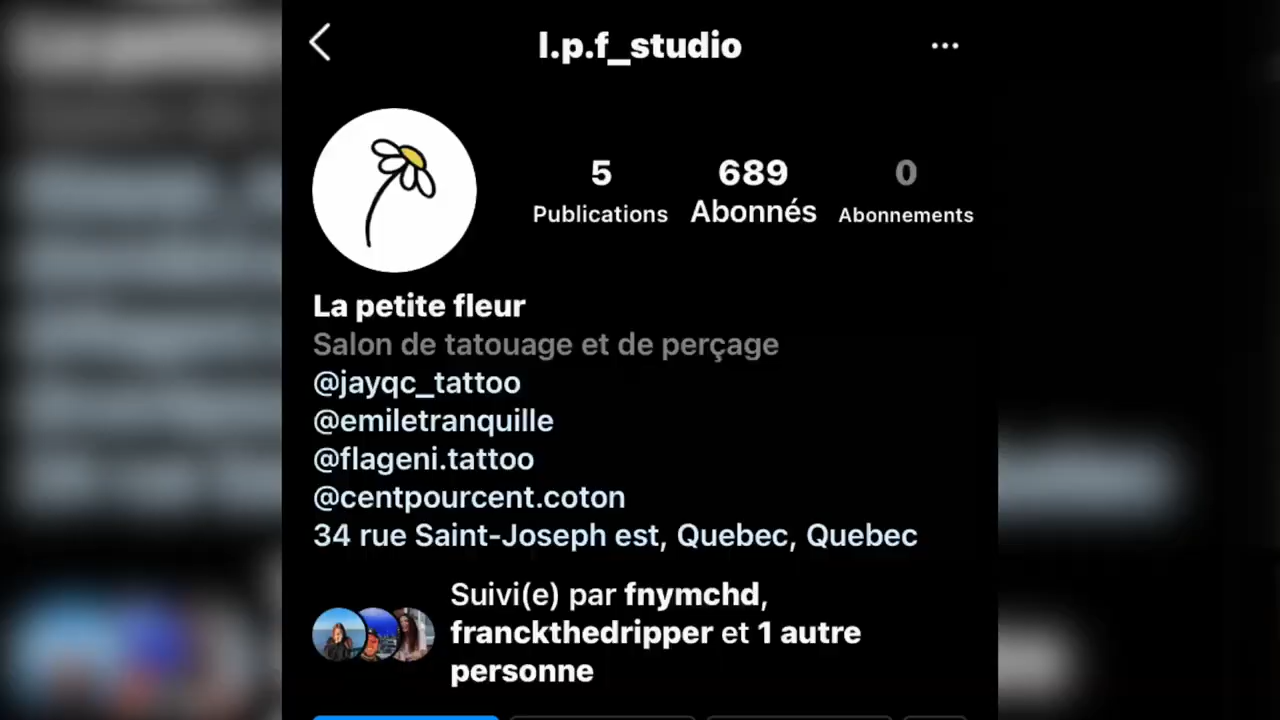 l.p.f_studio
5 689 0
Publications Abonnés Abonnements
La petite fleur
Salon de tatouage et de perçage
@jayqc_tattoo
@emiletranquille
@flageni.tattoo
@centpourcent.coton
34 rue Saint-Joseph est, Quebec, Quebec
Suivi(e) par fnymchd,
franckthedripper et 1 autre
personne